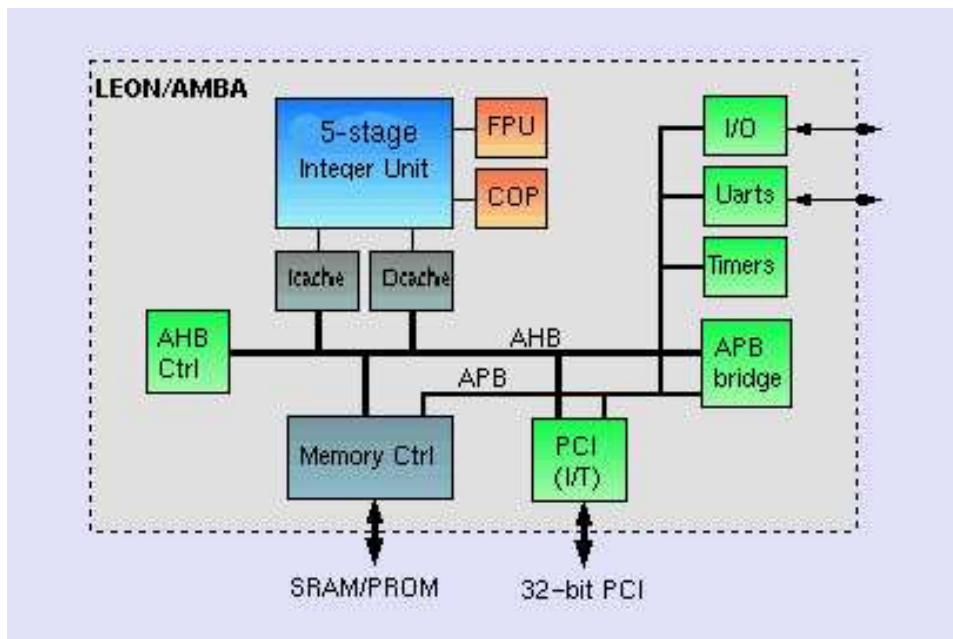 LEON/AMBA
5-stage
Integer Unit
FPU
COP
I/O
Uarts
Timers
Icache
Dcache
AHB
Ctrl
AHB
APB
APB
bridge
Memory Ctrl
PCI
(I/T)
SRAM/PROM
32-bit PCI